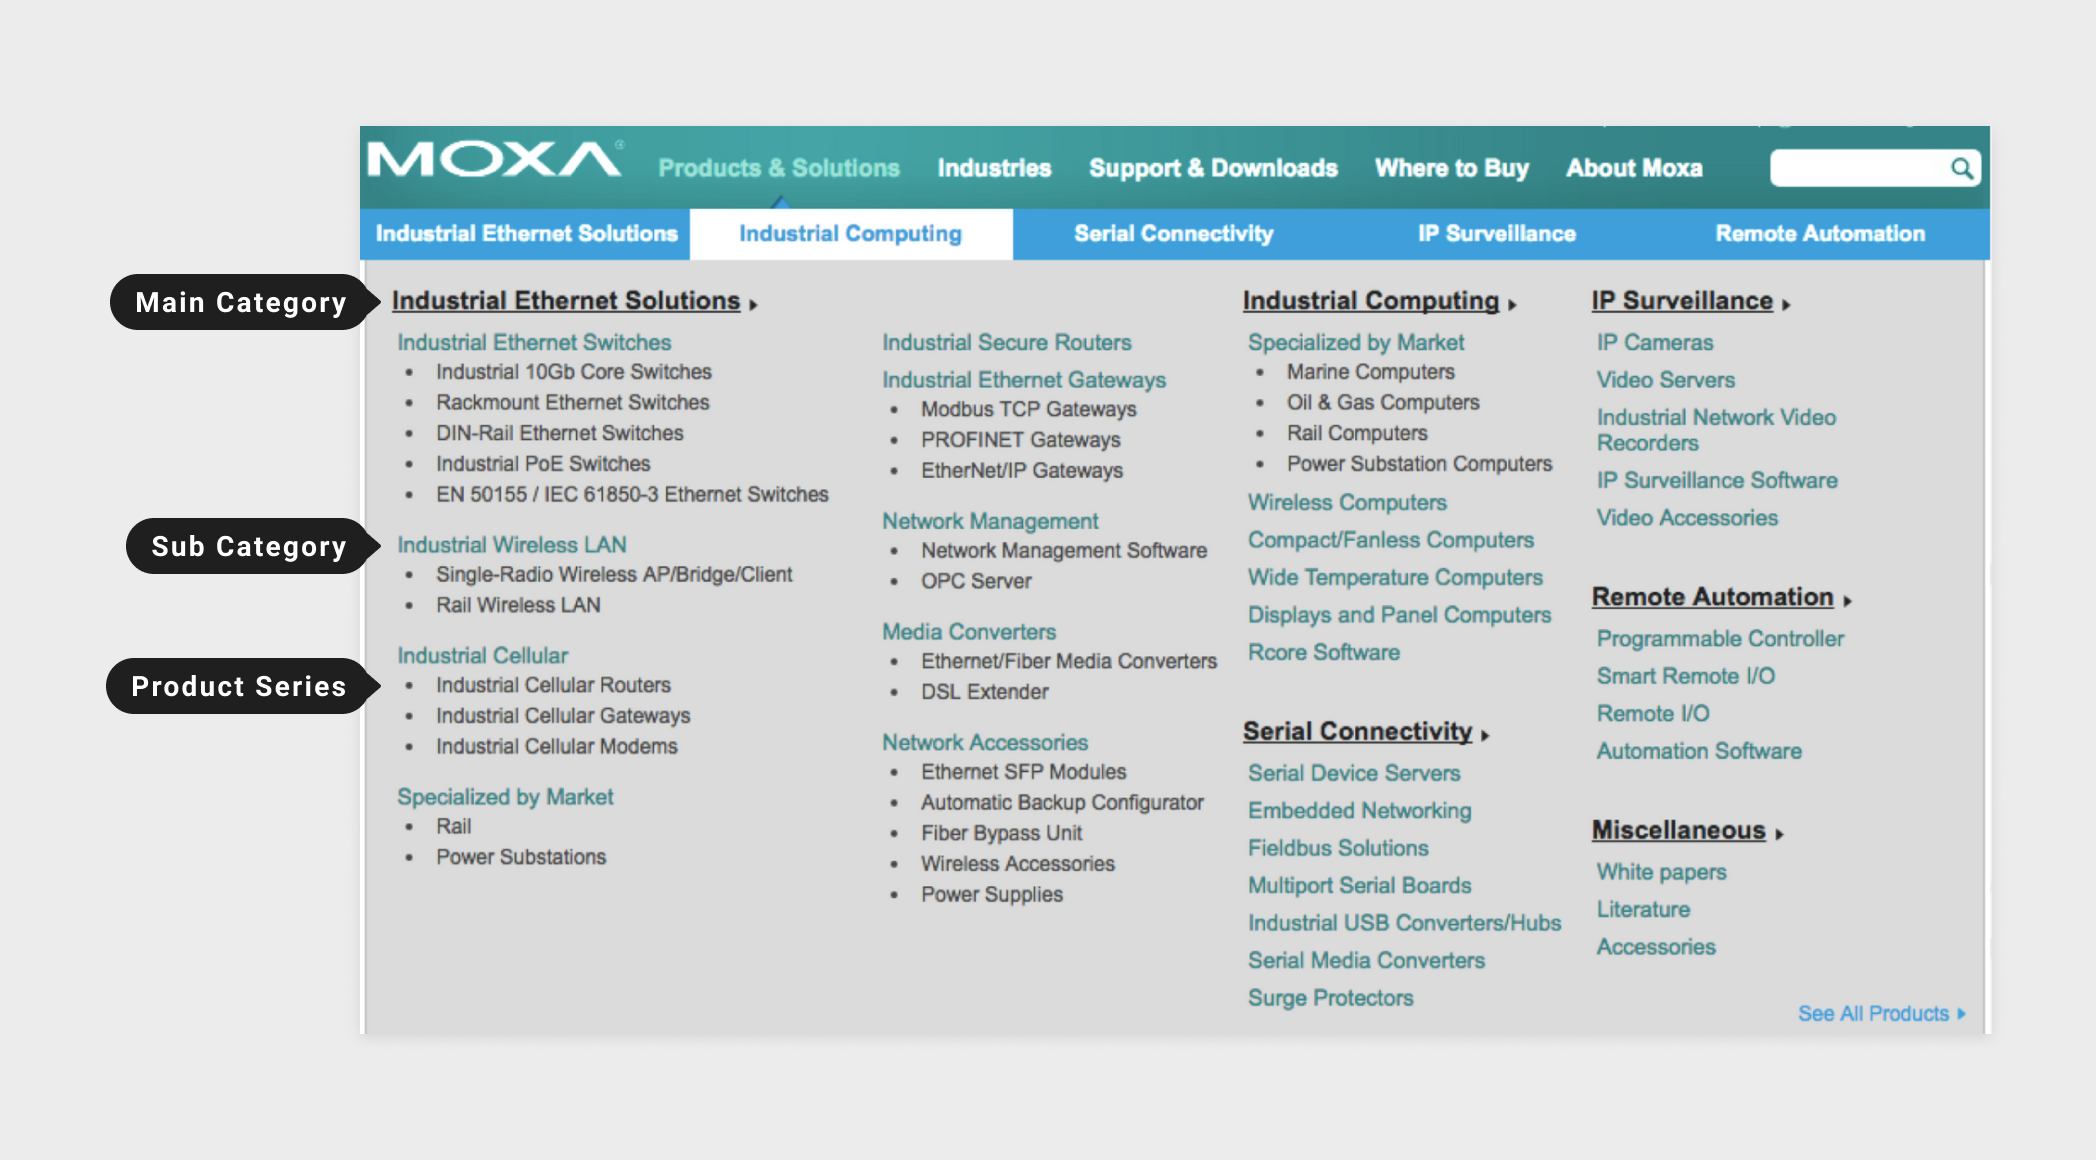 MOXA®
Products & Solutions
Industries
Support & Downloads
Where to Buy
About Moxa
Industrial Ethernet Solutions
Industrial Computing
Serial Connectivity
IP Surveillance
Remote Automation
Main Category
Sub Category
Product Series
Industrial Ethernet Solutions
Industrial Ethernet Switches
• Industrial 10Gb Core Switches
• Rackmount Ethernet Switches
• DIN-Rail Ethernet Switches
• Industrial PoE Switches
• EN 50155 / IEC 61850-3 Ethernet Switches
Industrial Wireless LAN
• Single-Radio Wireless AP/Bridge/Client
• Rail Wireless LAN
Industrial Cellular
• Industrial Cellular Routers
• Industrial Cellular Gateways
• Industrial Cellular Modems
Specialized by Market
• Rail
• Power Substations
Industrial Secure Routers
Industrial Ethernet Gateways
• Modbus TCP Gateways
• PROFINET Gateways
• EtherNet/IP Gateways
Network Management
• Network Management Software
• OPC Server
Media Converters
• Ethernet/Fiber Media Converters
• DSL Extender
Network Accessories
• Ethernet SFP Modules
• Automatic Backup Configurator
• Fiber Bypass Unit
• Wireless Accessories
• Power Supplies
Industrial Computing
Specialized by Market
• Marine Computers
• Oil & Gas Computers
• Rail Computers
• Power Substation Computers
Wireless Computers
Compact/Fanless Computers
Wide Temperature Computers
Displays and Panel Computers
Rcore Software
Serial Connectivity
Serial Device Servers
Embedded Networking
Fieldbus Solutions
Multiport Serial Boards
Industrial USB Converters/Hubs
Serial Media Converters
Surge Protectors
IP Surveillance
IP Cameras
Video Servers
Industrial Network Video
Recorders
IP Surveillance Software
Video Accessories
Remote Automation
Programmable Controller
Smart Remote I/O
Remote I/O
Automation Software
Miscellaneous
White papers
Literature
Accessories
See All Products